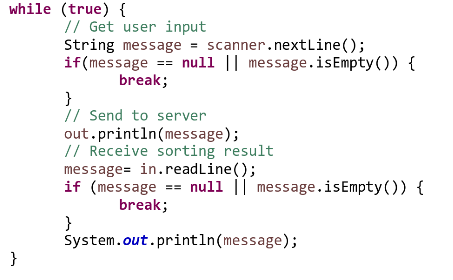 while (true) {
// Get user input
String message = scanner.nextLine();
if(message == null || message.isEmpty()) {
break;
}
// Send to server
out.println(message);
// Receive sorting result
message= in.readLine();
if (message == null || message.isEmpty()) {
break;
}
System.out.println(message);
}